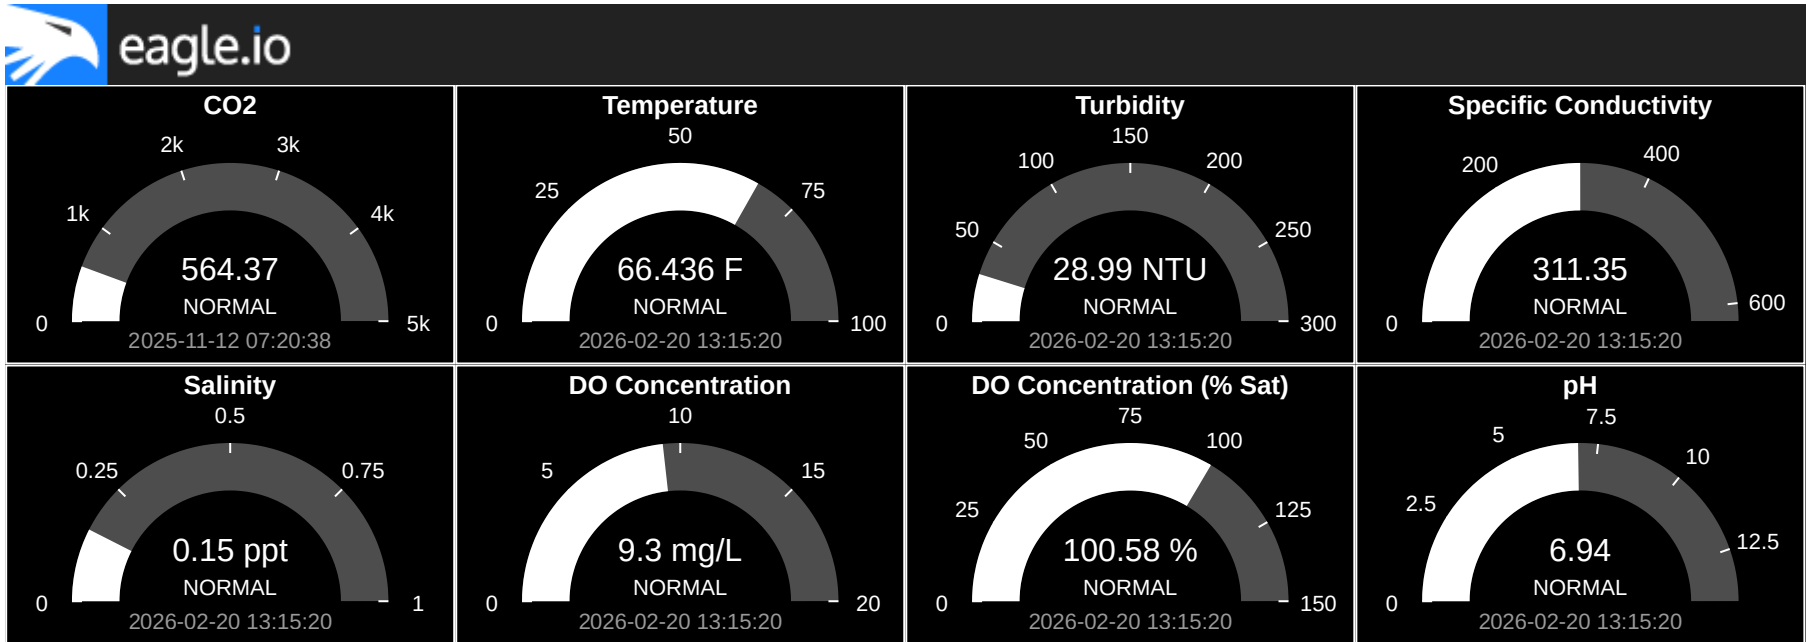 eagle.io
CO2
0
1k
2k
3k
4k
5k
564.37
NORMAL
2025-11-12 07:20:38
Temperature
0
25
50
75
100
66.436 F
NORMAL
2026-02-20 13:15:20
Turbidity
0
50
100
150
200
250
300
28.99 NTU
NORMAL
2026-02-20 13:15:20
Specific Conductivity
0
200
400
600
311.35
NORMAL
2026-02-20 13:15:20
Salinity
0
0.25
0.5
0.75
1
0.15 ppt
NORMAL
2026-02-20 13:15:20
DO Concentration
0
5
10
15
20
9.3 mg/L
NORMAL
2026-02-20 13:15:20
DO Concentration (% Sat)
0
25
50
75
100
125
150
100.58 %
NORMAL
2026-02-20 13:15:20
pH
0
2.5
5
7.5
10
12.5
6.94
NORMAL
2026-02-20 13:15:20